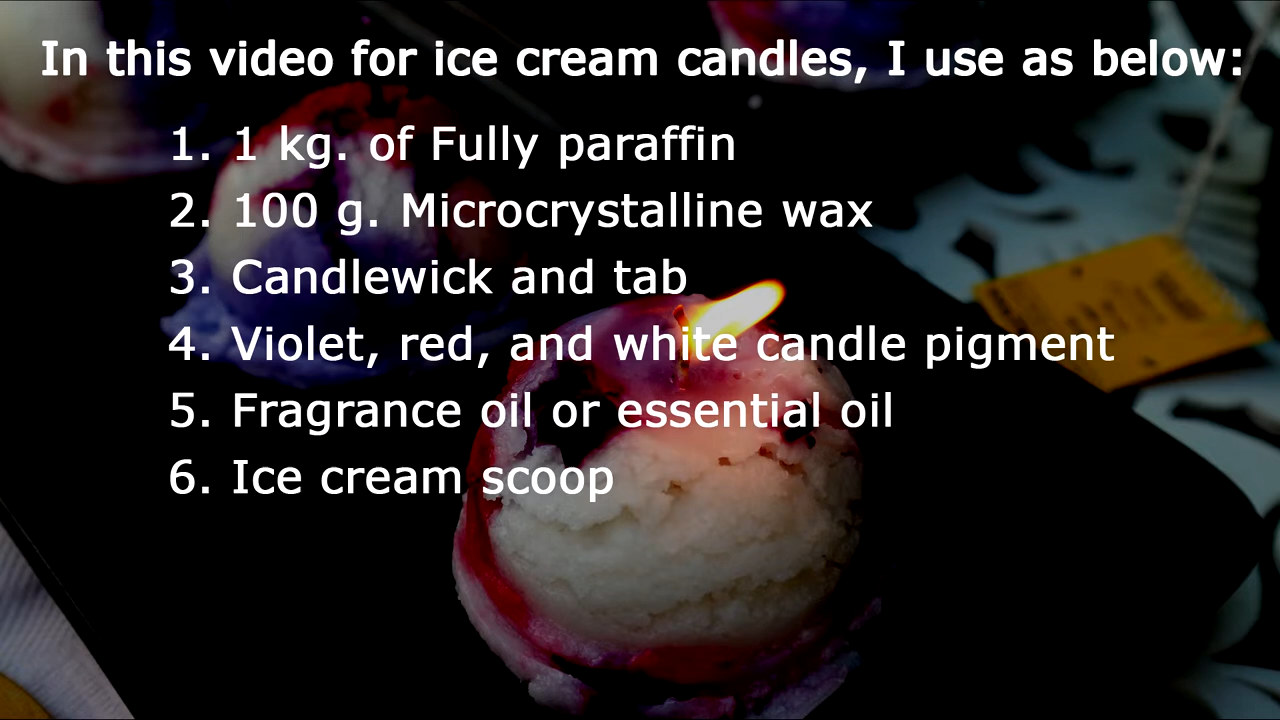 In this video for ice cream candles, I use as below:
1. 1 kg. of Fully paraffin
2. 100 g. Microcrystalline wax
3. Candlewick and tab
4. Violet, red, and white candle pigment
5. Fragrance oil or essential oil
6. Ice cream scoop